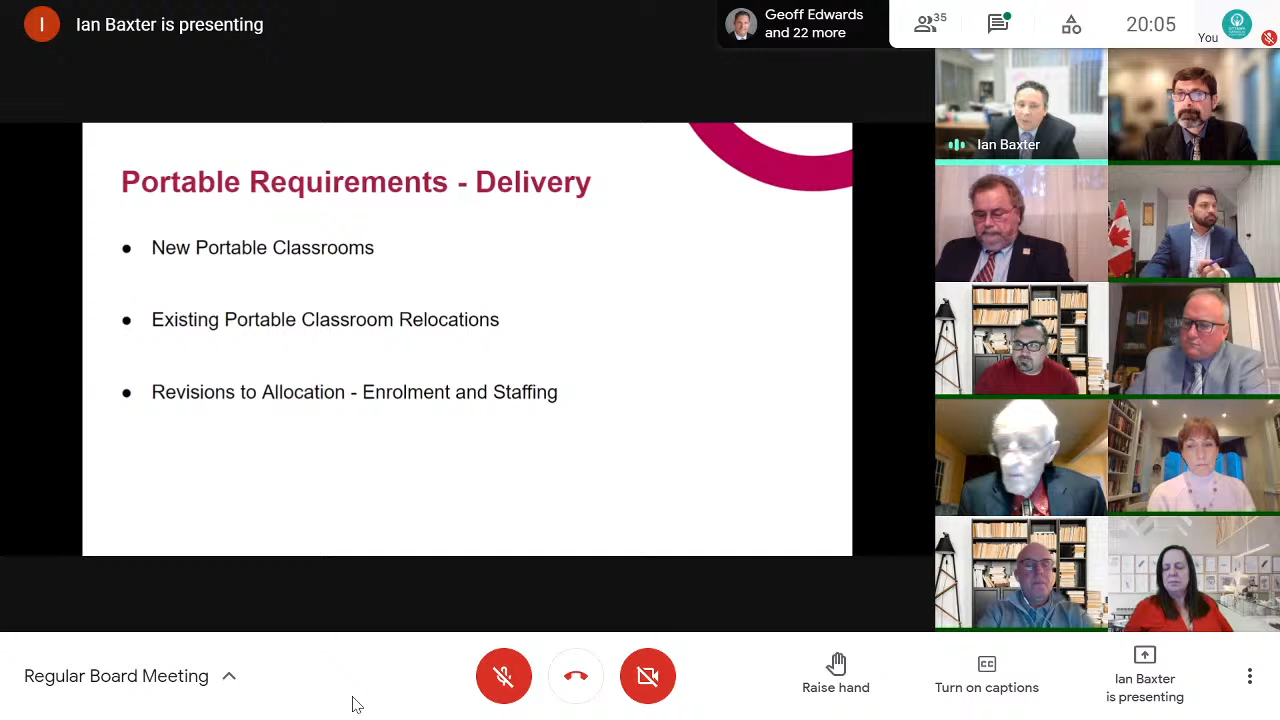 I
Ian Baxter is presenting
Geoff Edwards
and 22 more
35
20:05
You
Portable Requirements - Delivery
● New Portable Classrooms
● Existing Portable Classroom Relocations
● Revisions to Allocation - Enrolment and Staffing
Ian Baxter
Regular Board Meeting
Raise hand
CC
Turn on captions
Ian Baxter
is presenting